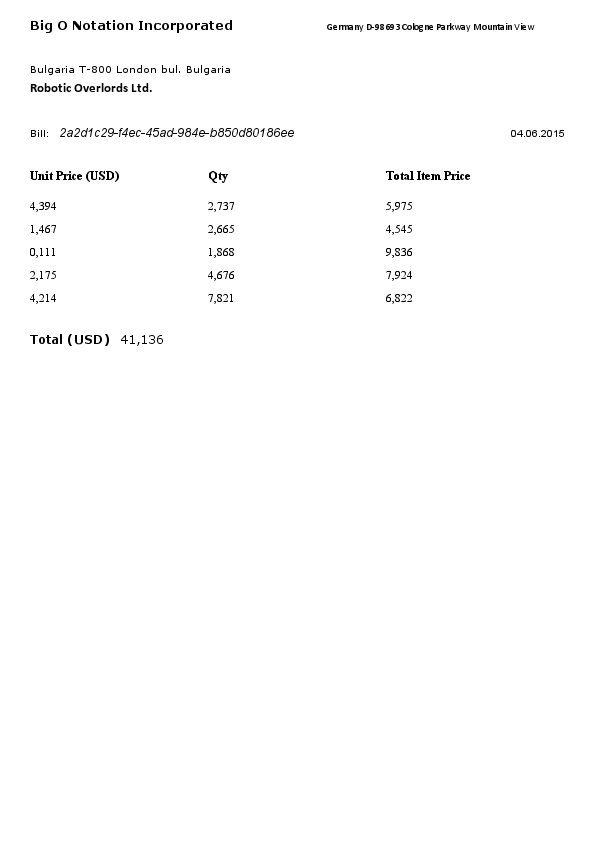 Big O Notation Incorporated Germany D-98693 Cologne Parkway Mountain View
Bulgaria T-800 London bul. Bulgaria
Robotic Overlords Ltd.
Bill: 2a2d1c29-f4ec-45ad-984e-b850d80186ee 04.06.2015
Unit Price (USD) Qty Total Item Price
4,394 2,737 5,975
1,467 2,665 4,545
0,111 1,868 9,836
2,175 4,676 7,924
4,214 7,821 6,822
Total (USD) 41,136